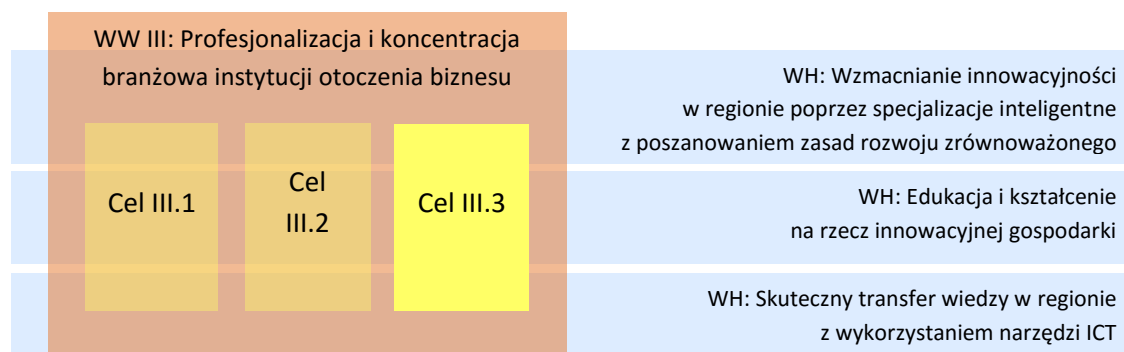 WW III: Profesjonalizacja i koncentracja
branżowa instytucji otoczenia biznesu
Cel III.1
Cel
III.2
Cel III.3
WH: Wzmacnianie innowacyjności
w regionie poprzez specjalizacje inteligentne
z poszanowaniem zasad rozwoju zrównoważonego
WH: Edukacja i kształcenie
na rzecz innowacyjnej gospodarki
WH: Skuteczny transfer wiedzy w regionie
z wykorzystaniem narzędzi ICT